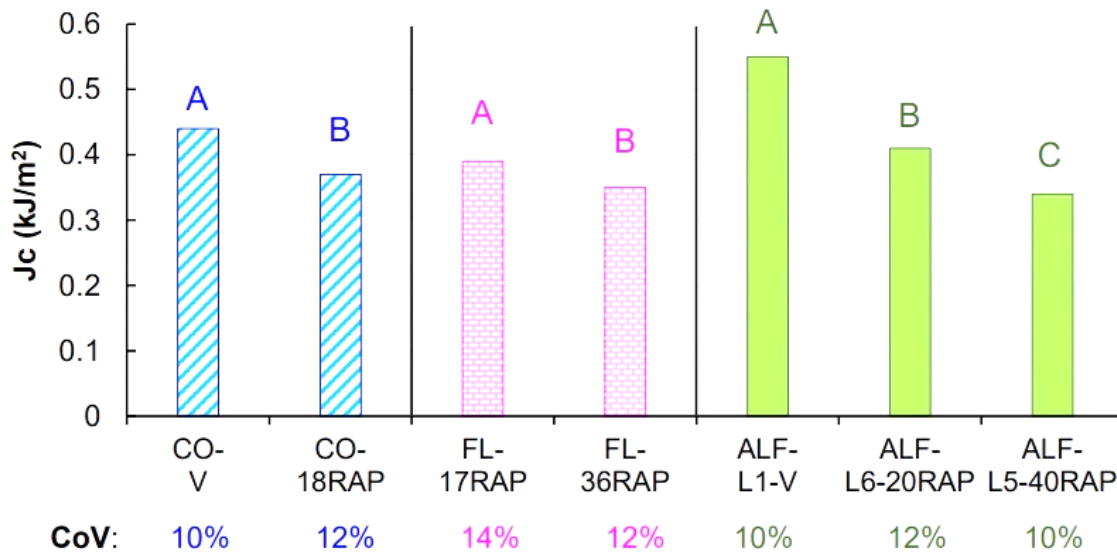 Jc (kJ/m²)
0.6
0.5
0.4
0.3
0.2
0.1
0
A
B
A
B
A
B
C
CO-
V
CO-
18RAP
FL-
17RAP
FL-
36RAP
ALF-
L1-V
ALF-
L6-20RAP
ALF-
L5-40RAP
CoV: 10% 12% 14% 12% 10% 12% 10%